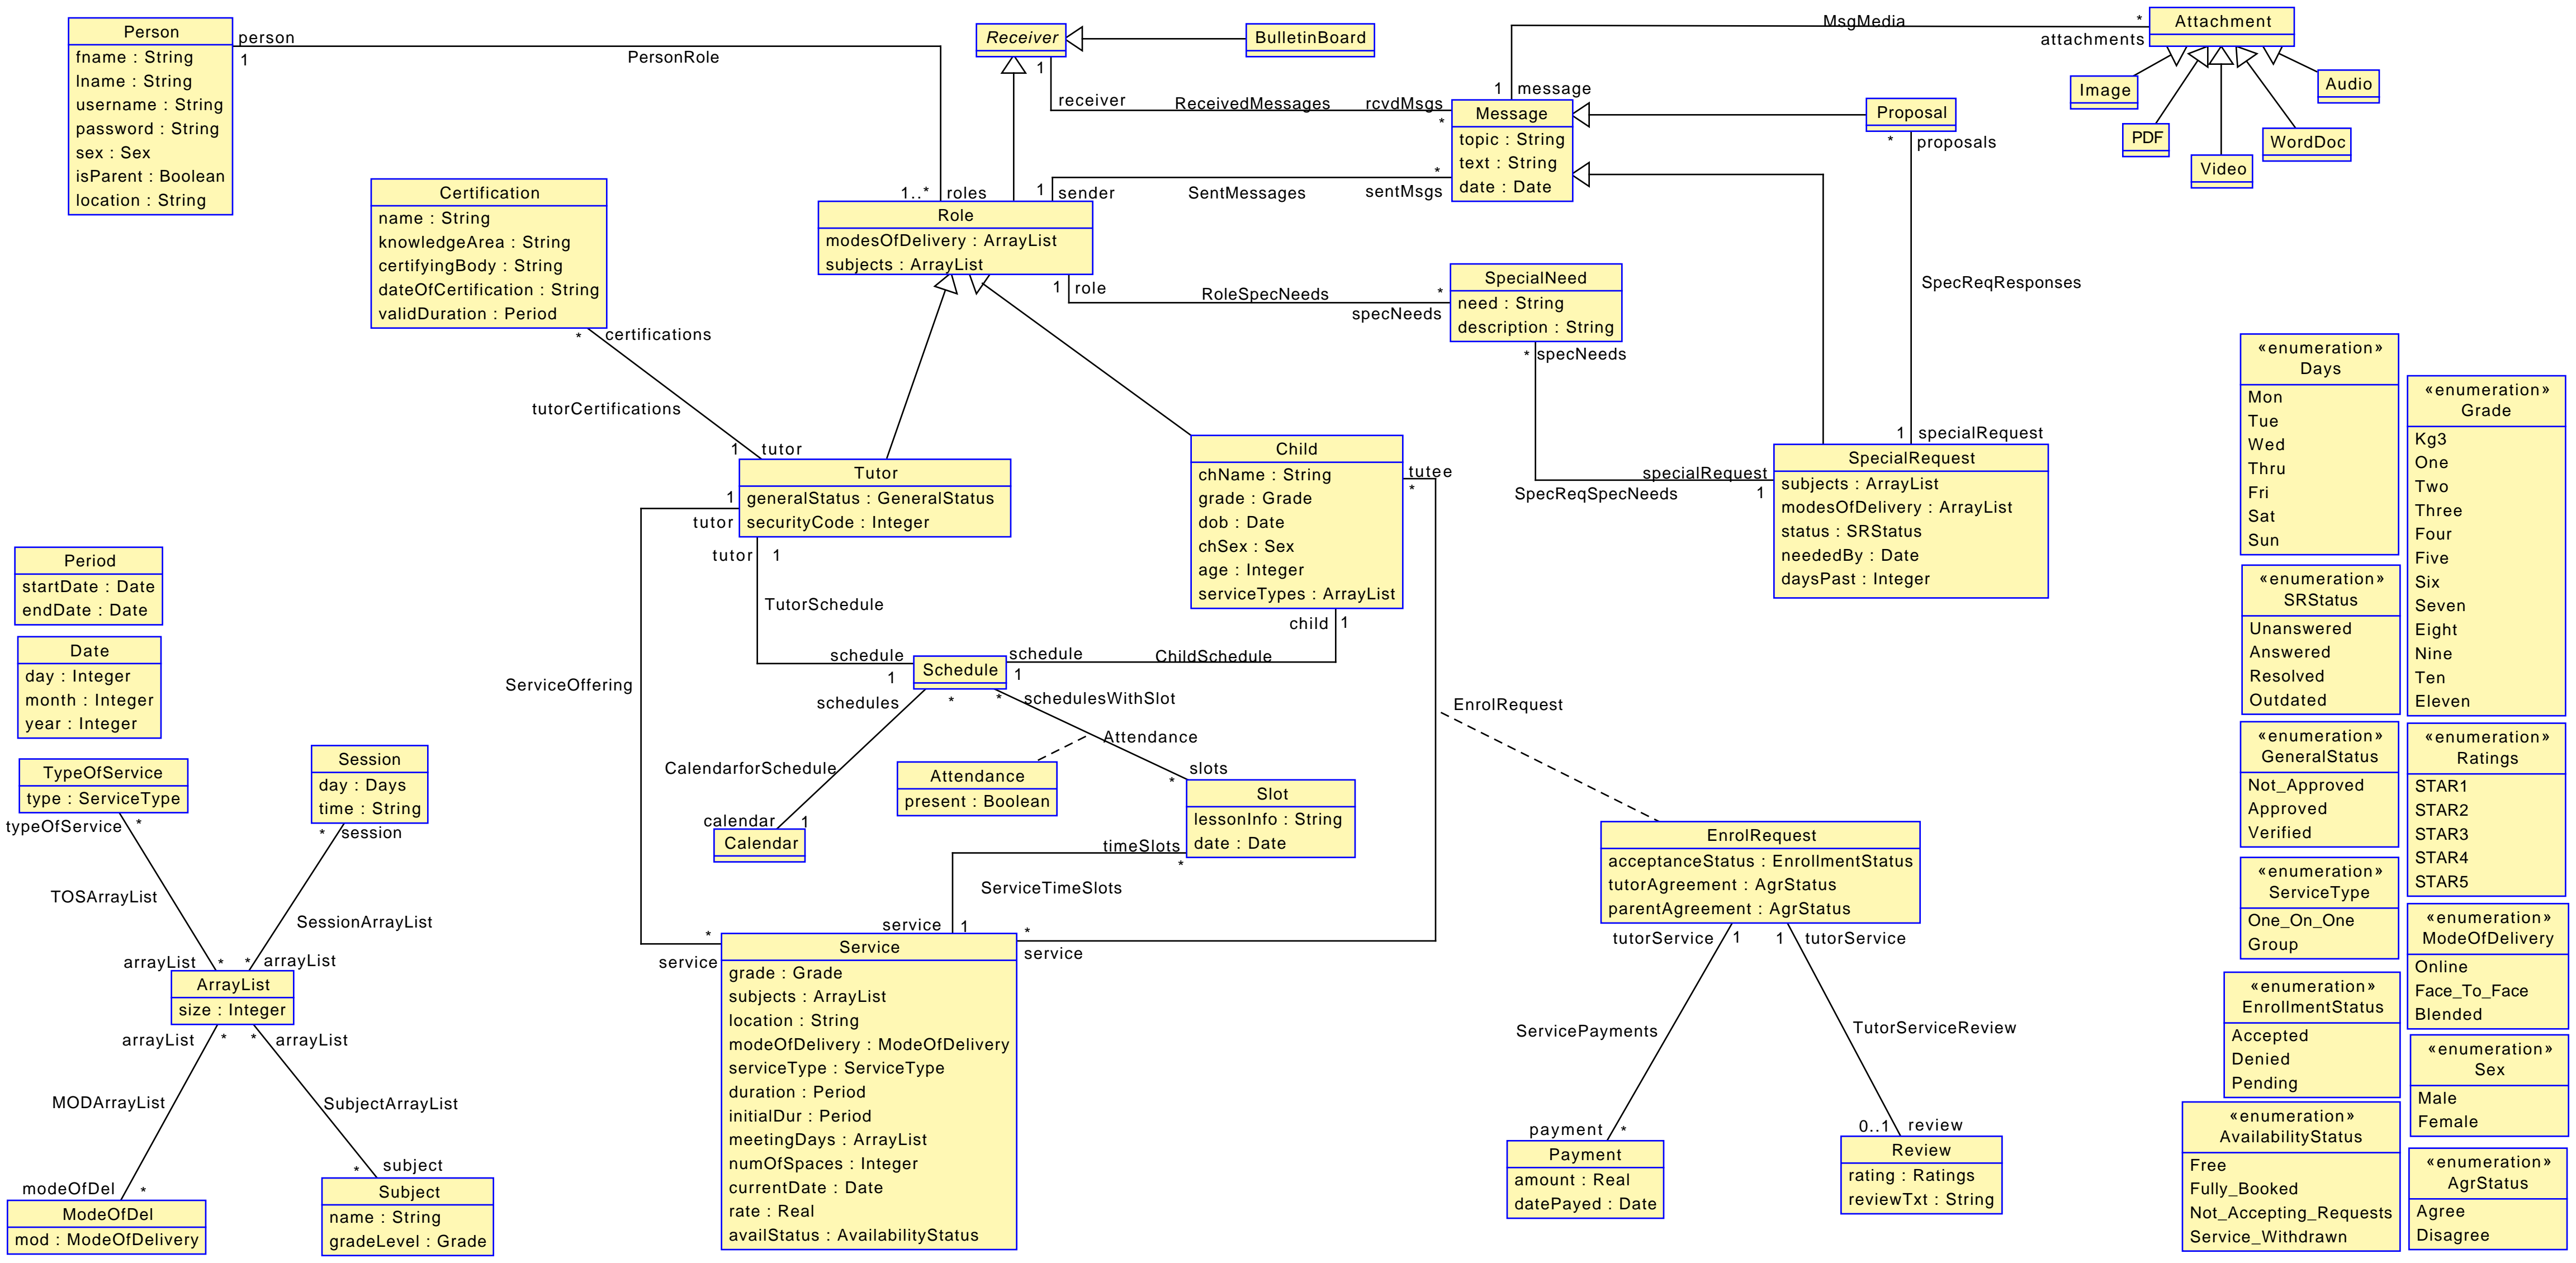 Person
fname : String
lname : String
username : String
password : String
sex : Sex
isParent : Boolean
location : String
person
1
PersonRole
1..*
roles
Receiver
1
receiver
ReceivedMessages
rcvdMsgs
*
BulletinBoard
MsgMedia
*
attachments
Attachment
Image
PDF
Video
WordDoc
Audio
1
message
Message
topic : String
text : String
date : Date
Proposal
*
proposals
SpecReqResponses
1
specialRequest
Certification
name : String
knowledgeArea : String
certifyingBody : String
dateOfCertification : String
validDuration : Period
*
certifications
tutorCertifications
1
tutor
Role
modesOfDelivery : ArrayList
subjects : ArrayList
1
sender
SentMessages
*
sentMsgs
1
role
RoleSpecNeeds
*
specNeeds
SpecialNeed
need : String
description : String
*
specNeeds
specialRequest
SpecReqSpecNeeds
1
SpecialRequest
subjects : ArrayList
modesOfDelivery : ArrayList
status : SRStatus
neededBy : Date
daysPast : Integer
Tutor
generalStatus : GeneralStatus
securityCode : Integer
1
tutor
tutor
1
TutorSchedule
schedule
1
Child
chName : String
grade : Grade
dob : Date
chSex : Sex
age : Integer
serviceTypes : ArrayList
tutee
*
child
1
ChildSchedule
schedule
1
Schedule
schedules
*
*
schedulesWithSlot
CalendarforSchedule
calendar
1
Calendar
Attendance
Attendance
present : Boolean
slots
*
Slot
lessonInfo : String
date : Date
timeSlots
*
ServiceTimeSlots
service
1
ServiceOffering
*
service
*
service
EnrolRequest
Service
grade : Grade
subjects : ArrayList
location : String
modeOfDelivery : ModeOfDelivery
serviceType : ServiceType
duration : Period
initialDur : Period
meetingDays : ArrayList
numOfSpaces : Integer
currentDate : Date
rate : Real
availStatus : AvailabilityStatus
EnrolRequest
acceptanceStatus : EnrollmentStatus
tutorAgreement : AgrStatus
parentAgreement : AgrStatus
tutorService
1
1
tutorService
ServicePayments
TutorServiceReview
payment
*
0..1
review
Payment
amount : Real
datePayed : Date
Review
rating : Ratings
reviewTxt : String
Period
startDate : Date
endDate : Date
Date
day : Integer
month : Integer
year : Integer
TypeOfService
type : ServiceType
typeOfService
*
Session
day : Days
time : String
*
session
TOSArrayList
SessionArrayList
arrayList
*
*
arrayList
ArrayList
size : Integer
arrayList
*
*
arrayList
MODArrayList
SubjectArrayList
modeOfDel
*
*
subject
ModeOfDel
mod : ModeOfDelivery
Subject
name : String
gradeLevel : Grade
«enumeration»
Days
Mon
Tue
Wed
Thru
Fri
Sat
Sun
«enumeration»
SRStatus
Unanswered
Answered
Resolved
Outdated
«enumeration»
GeneralStatus
Not_Approved
Approved
Verified
«enumeration»
ServiceType
One_On_One
Group
«enumeration»
EnrollmentStatus
Accepted
Denied
Pending
«enumeration»
AvailabilityStatus
Free
Fully_Booked
Not_Accepting_Requests
Service_Withdrawn
«enumeration»
Grade
Kg3
One
Two
Three
Four
Five
Six
Seven
Eight
Nine
Ten
Eleven
«enumeration»
Ratings
STAR1
STAR2
STAR3
STAR4
STAR5
«enumeration»
ModeOfDelivery
Online
Face_To_Face
Blended
«enumeration»
Sex
Male
Female
«enumeration»
AgrStatus
Agree
Disagree